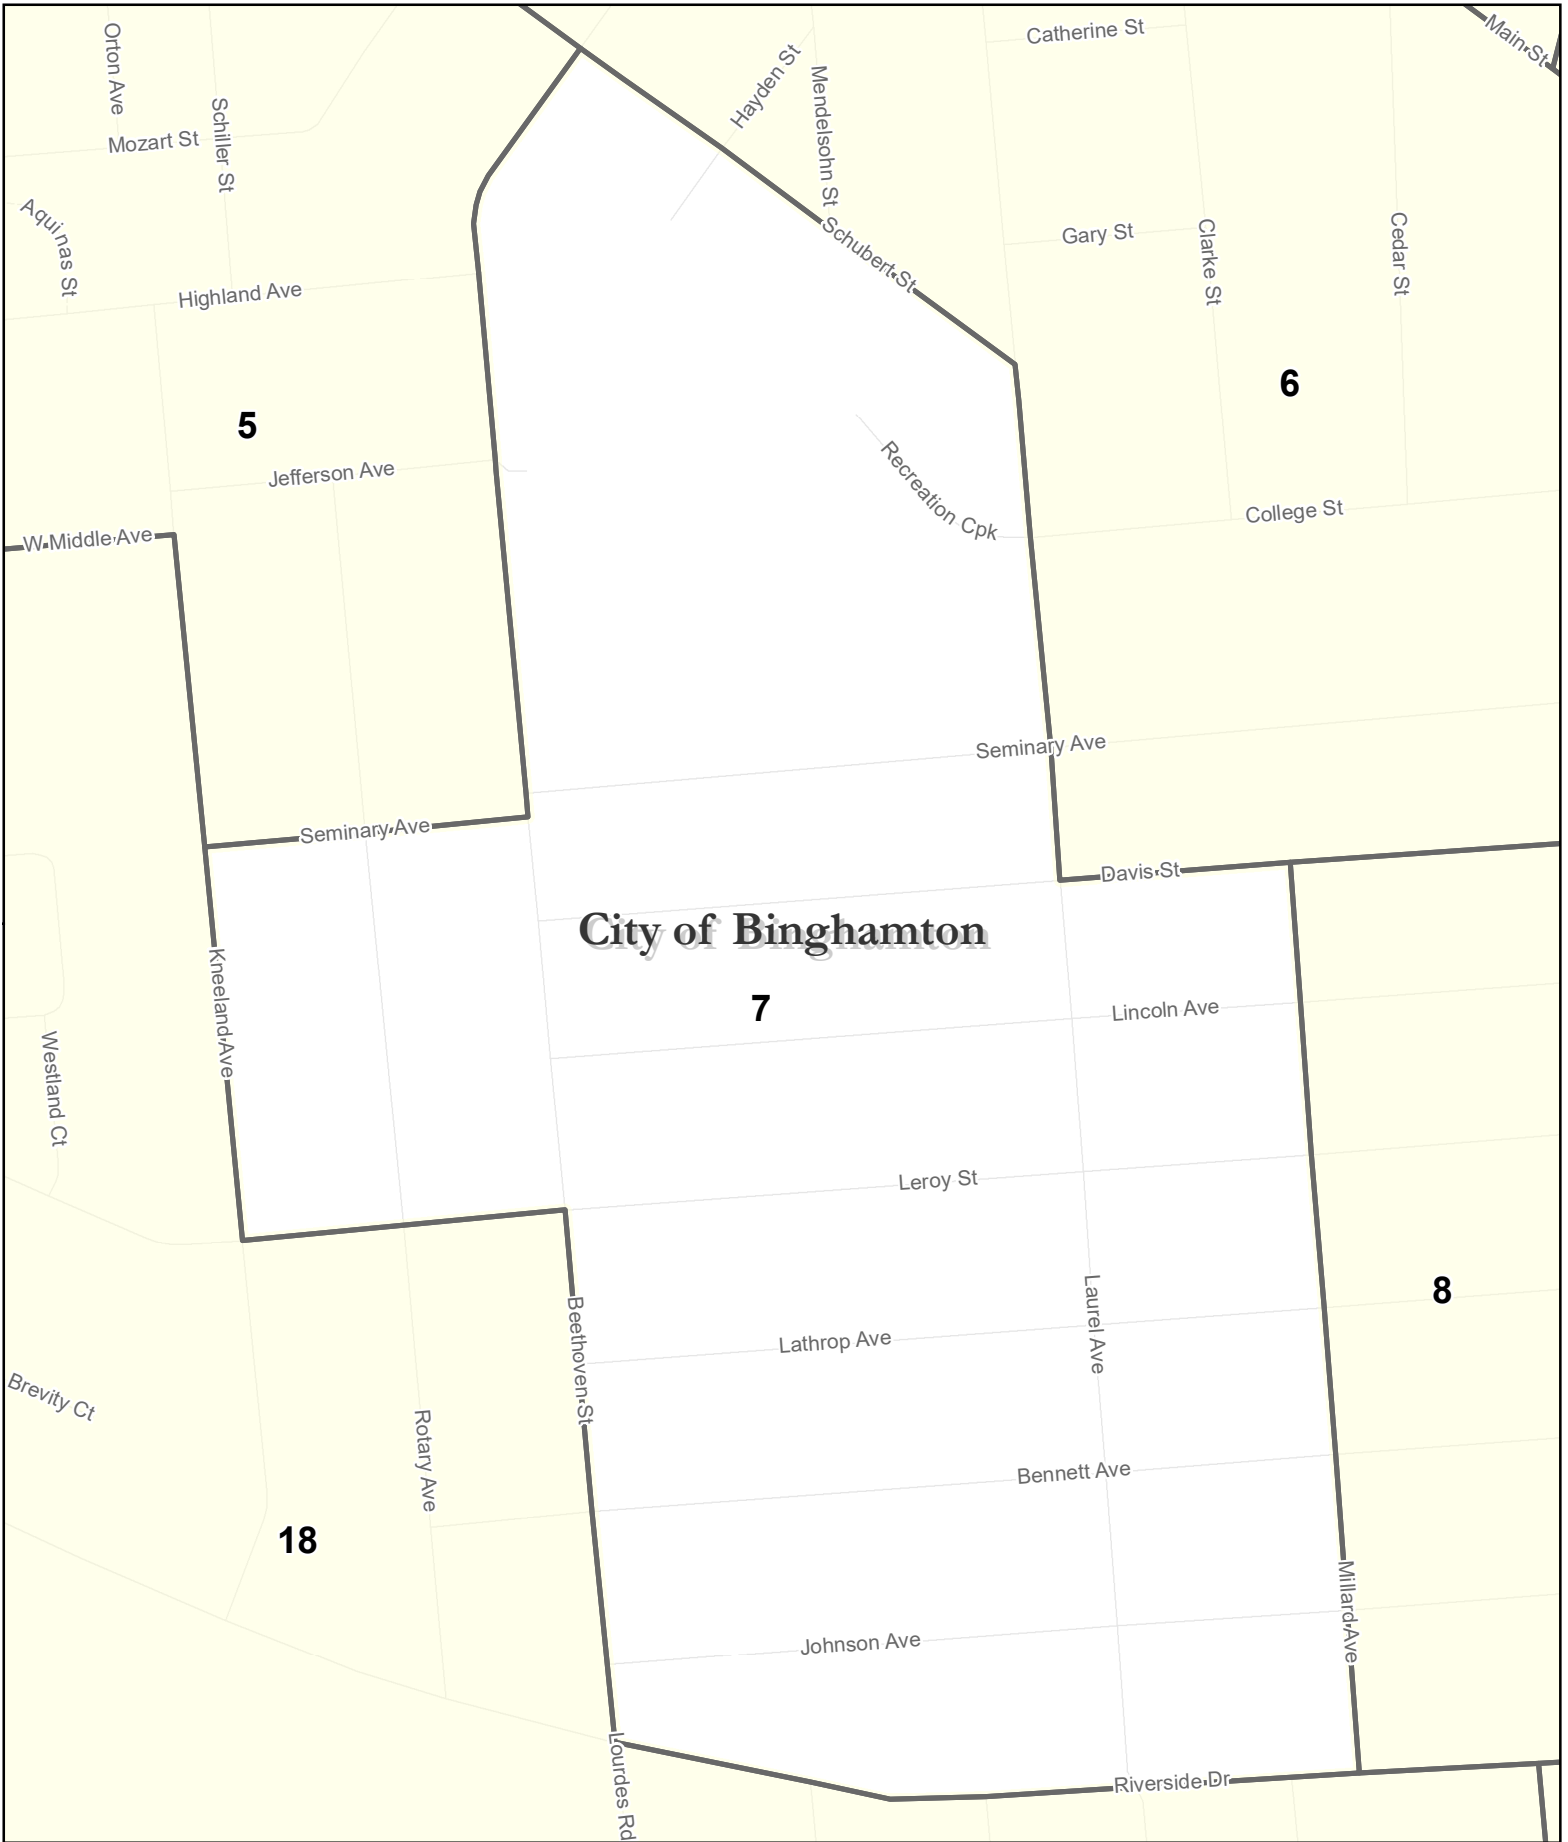 Main St
Catherine St
Orton Ave
Hayden St
Mendelsohn St
Schiller St
Mozart St
Aquinas St
Schubert St
Gary St
Clarke St
Cedar St
Highland Ave
6
5
Jefferson Ave
Recreation Cpk
College St
W Middle Ave
Seminary Ave
Seminary Ave
Davis St
City of Binghamton
7
Kneeland Ave
Lincoln Ave
Westland Ct
Leroy St
Laurel Ave
8
Beethoven St
Lathrop Ave
Brevity Ct
Rotary Ave
Bennett Ave
18
Millard Ave
Johnson Ave
Lourdes Rd
Riverside Dr